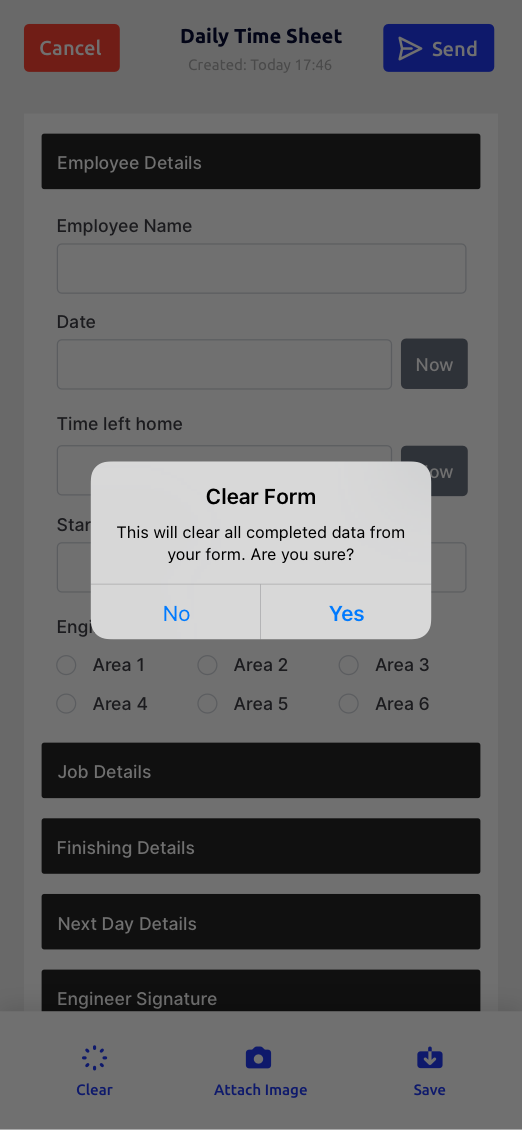 Cancel
Daily Time Sheet
Created: Today 17:46
Send
Employee Details
Employee Name
Date
Now
Time left home
Clear Form
This will clear all completed data from
your form. Are you sure?
No
Yes
Area 1
Area 2
Area 3
Area 4
Area 5
Area 6
Job Details
Finishing Details
Next Day Details
Engineer Signature
Clear
Attach Image
Save